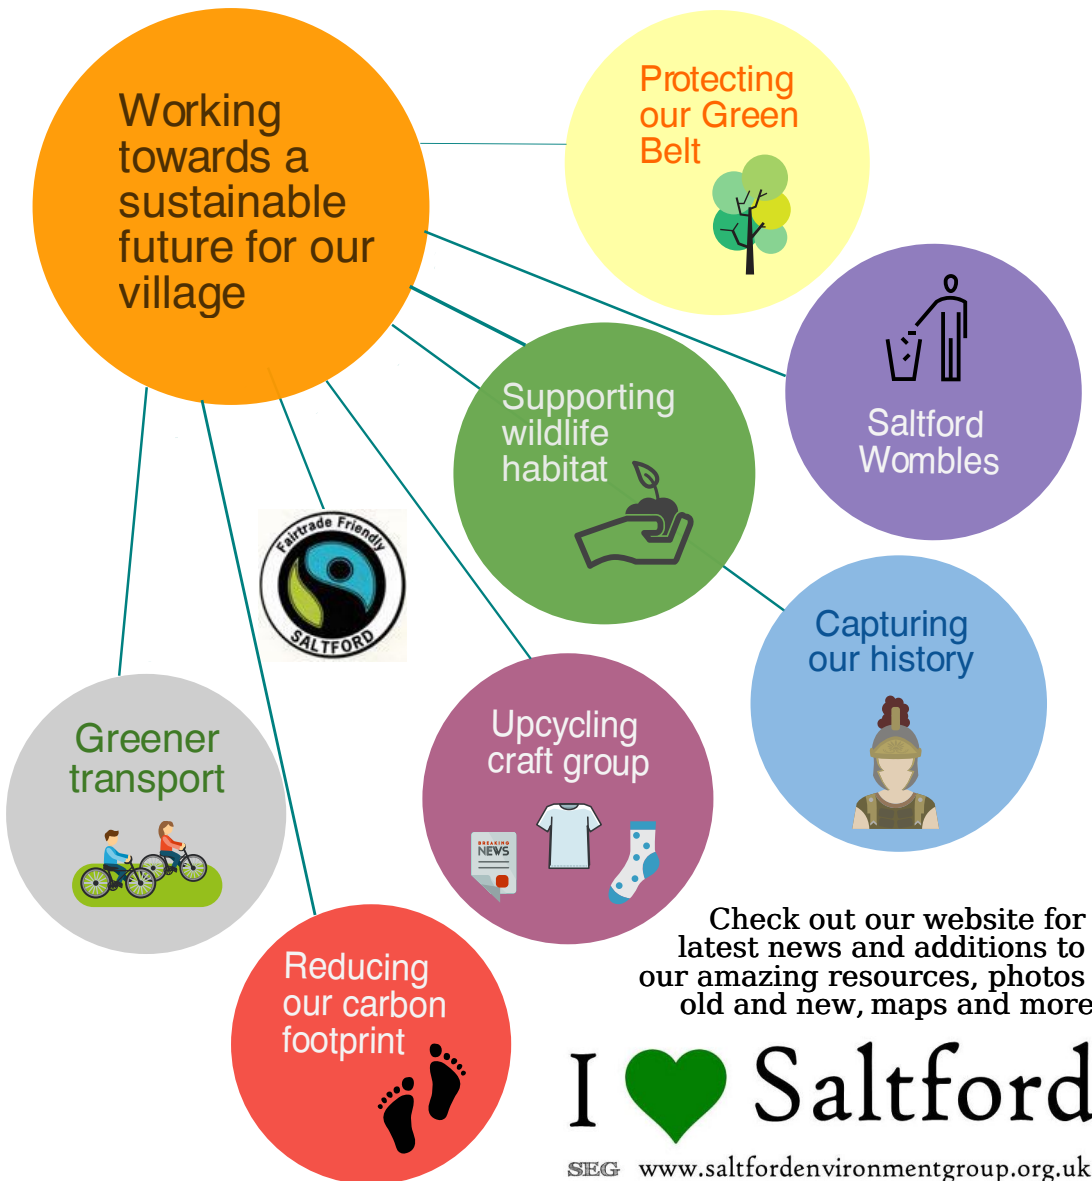 Working
towards a
sustainable
future for our
village
Protecting
our Green
Belt
Saltford
Wombles
Supporting
wildlife
habitat
Fairtrade Friendly
SALTFORD
Capturing
our history
Greener
transport
Upcycling
craft group
BREAKING
NEWS
Reducing
our carbon
footprint
Check out our website for
latest news and additions to
our amazing resources, photos
old and new, maps and more
I Saltford
SEG www.saltfordenvironmentgroup.org.uk